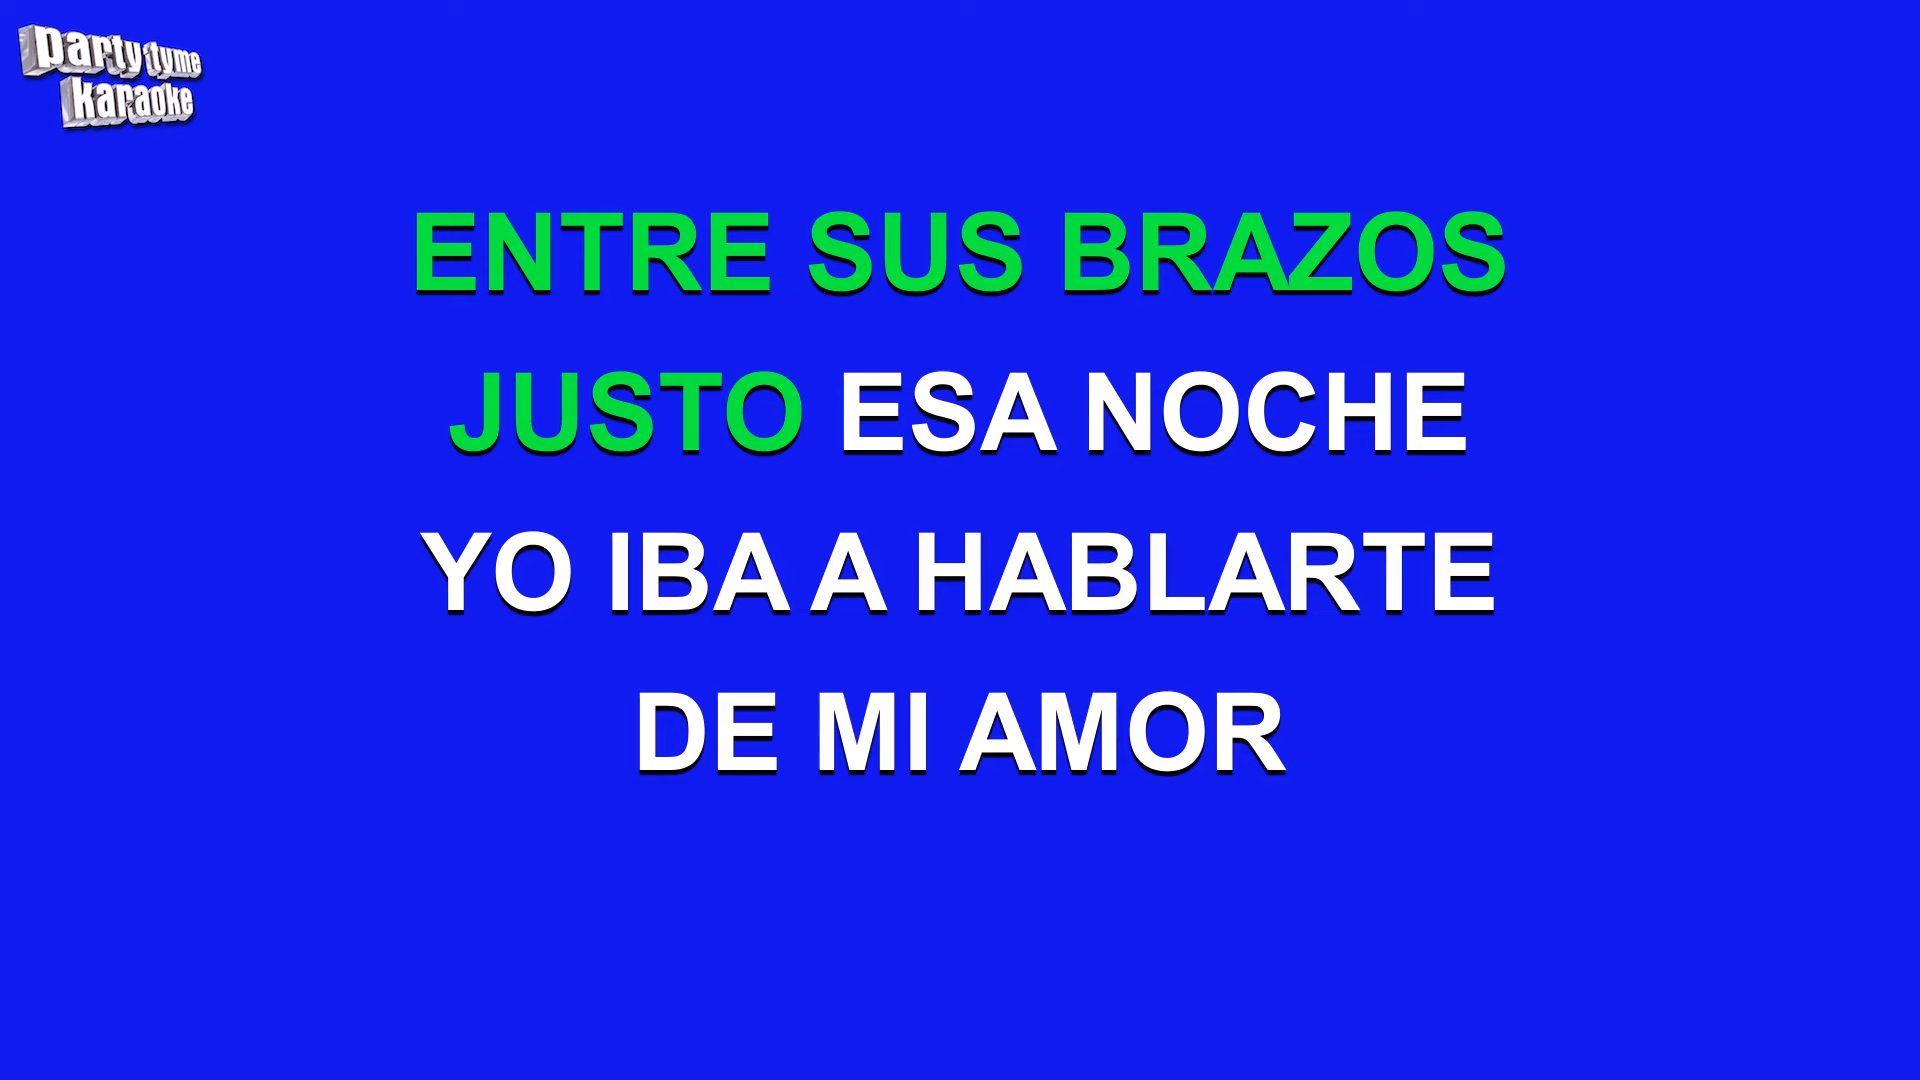 party tyme
karaoke
ENTRE SUS BRAZOS
JUSTO ESA NOCHE
YO IBA A HABLARTE
DE MI AMOR